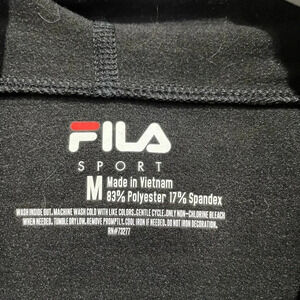 FILA
SPORT
M Made in Vietnam
83% Polyester 17% Spandex
WASH INSIDE OUT. MACHINE WASH COLD WITH LIKE COLORS. GENTLE CYCLE. ONLY NON-CHLORINE BLEACH
WHEN NEEDED. TUMBLE DRY LOW. REMOVE PROMPTLY. COOL IRON IF NEEDED. DO NOT IRON DECORATION.
RN#73277